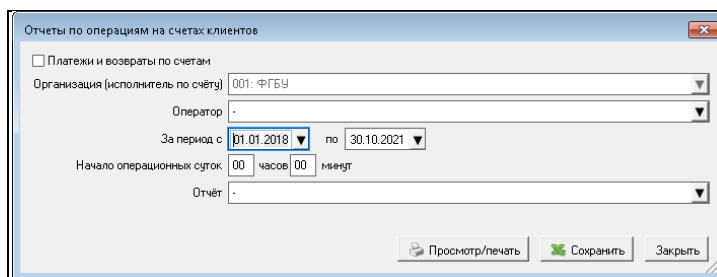 Отчеты по операциям на счетах клиентов
Платежи и возвраты по счетам
Организация (исполнитель по счёту) 001: ФГБУ
Оператор -
За период с 01.01.2018 по 30.10.2021
Начало операционных суток 00 часов 00 минут
Отчёт -
Просмотр/печать Сохранить Закрыть